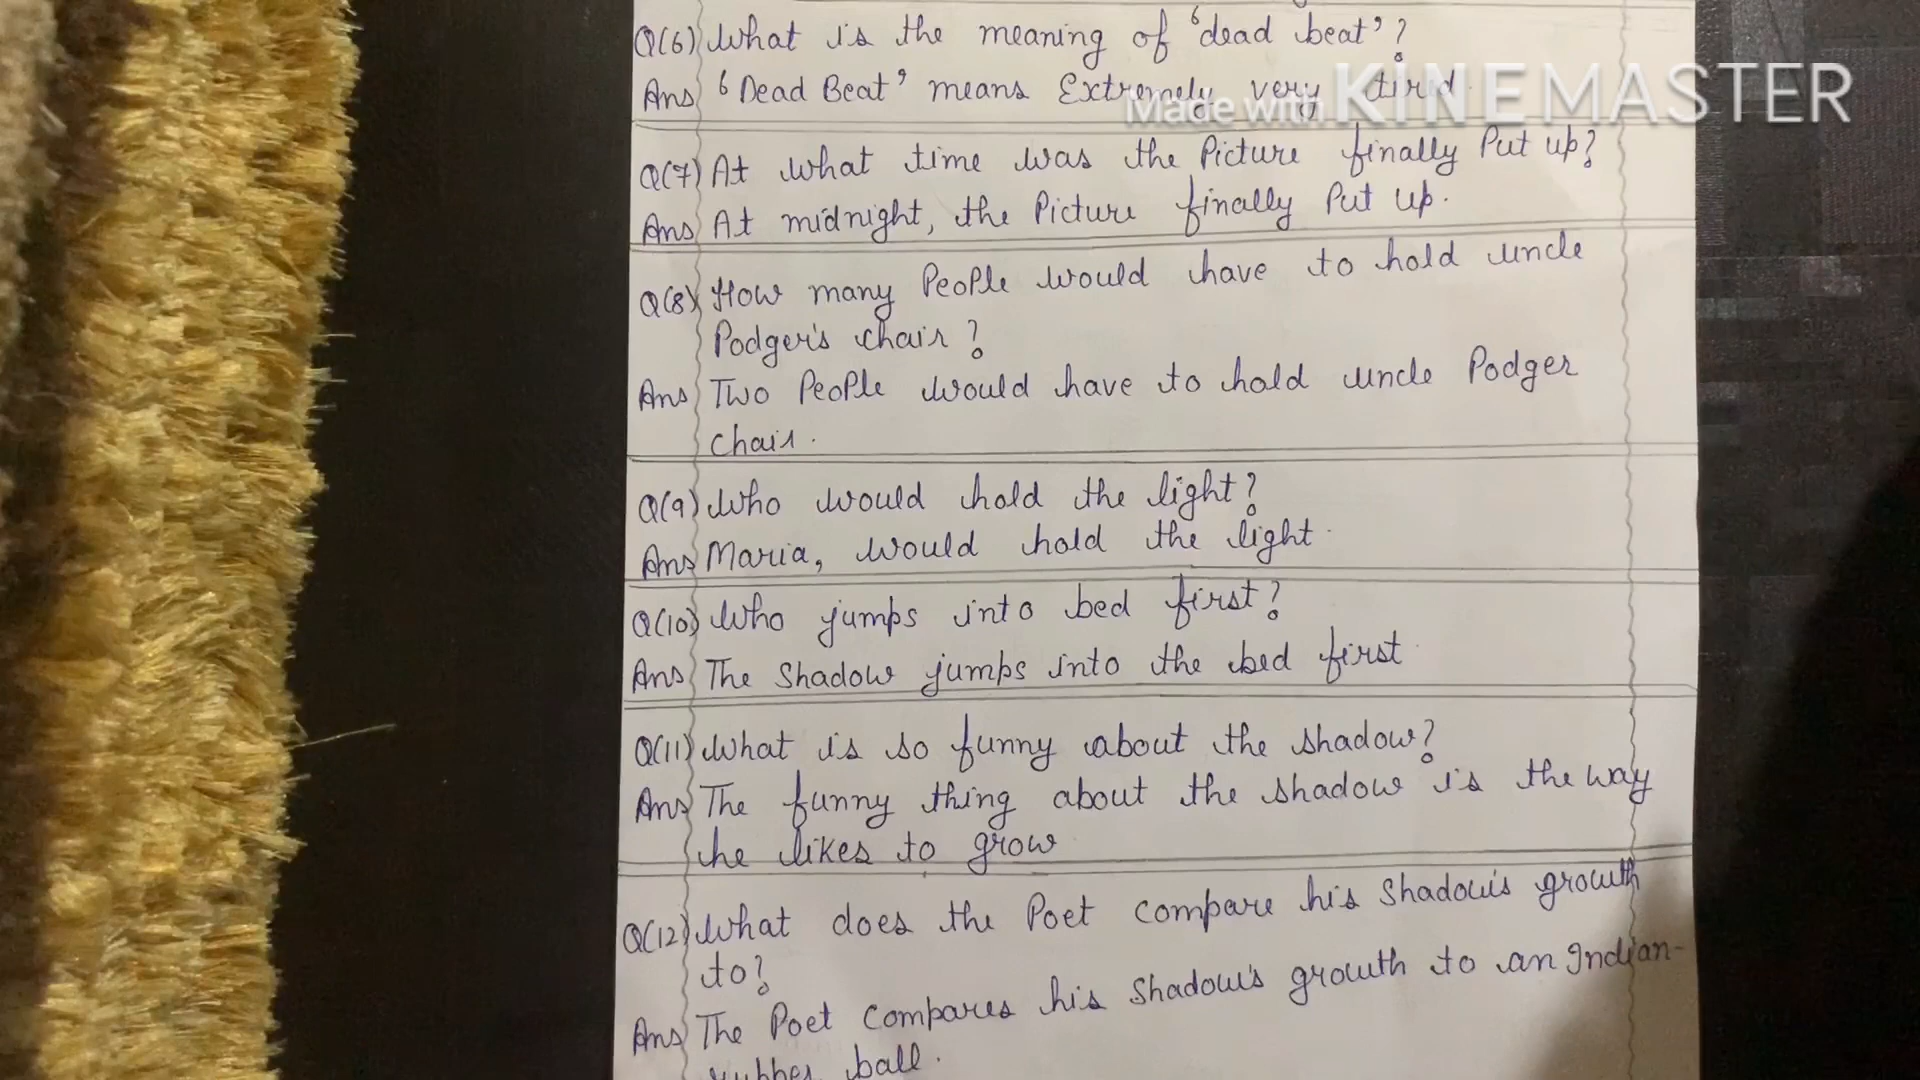 Q(6) What is the meaning of 'dead beat'?
Ans 'Dead Beat' means Extremely very tired.
Made with KINEMASTER
Q(7) At what time was the Picture finally Put up?
Ans At midnight, the Picture finally Put up.
Q(8) How many People would have to hold uncle
Podger's chair?
Ans Two People would have to hold uncle Podger
chair.
Q(9) Who would hold the light?
Ans Maria, would hold the light.
Q(10) Who jumps into bed first?
Ans The Shadow jumps into the bed first.
Q(11) What is so funny about the shadow?
Ans The funny thing about the shadow is the way
he likes to grow
Q(12) What does the Poet compare his Shadow's growth
to?
Ans The Poet compares his Shadow's growth to an Indian-
rubber ball.